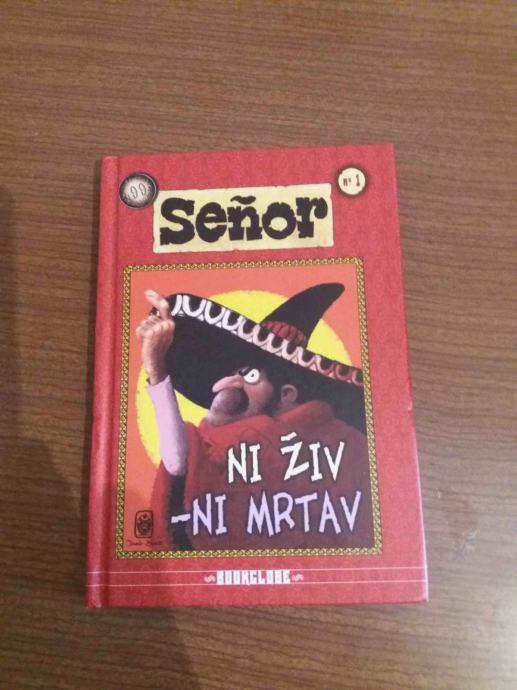 Nº 1
Señor
NI ŽIV
-NI MRTAV
BOOKGLOBE